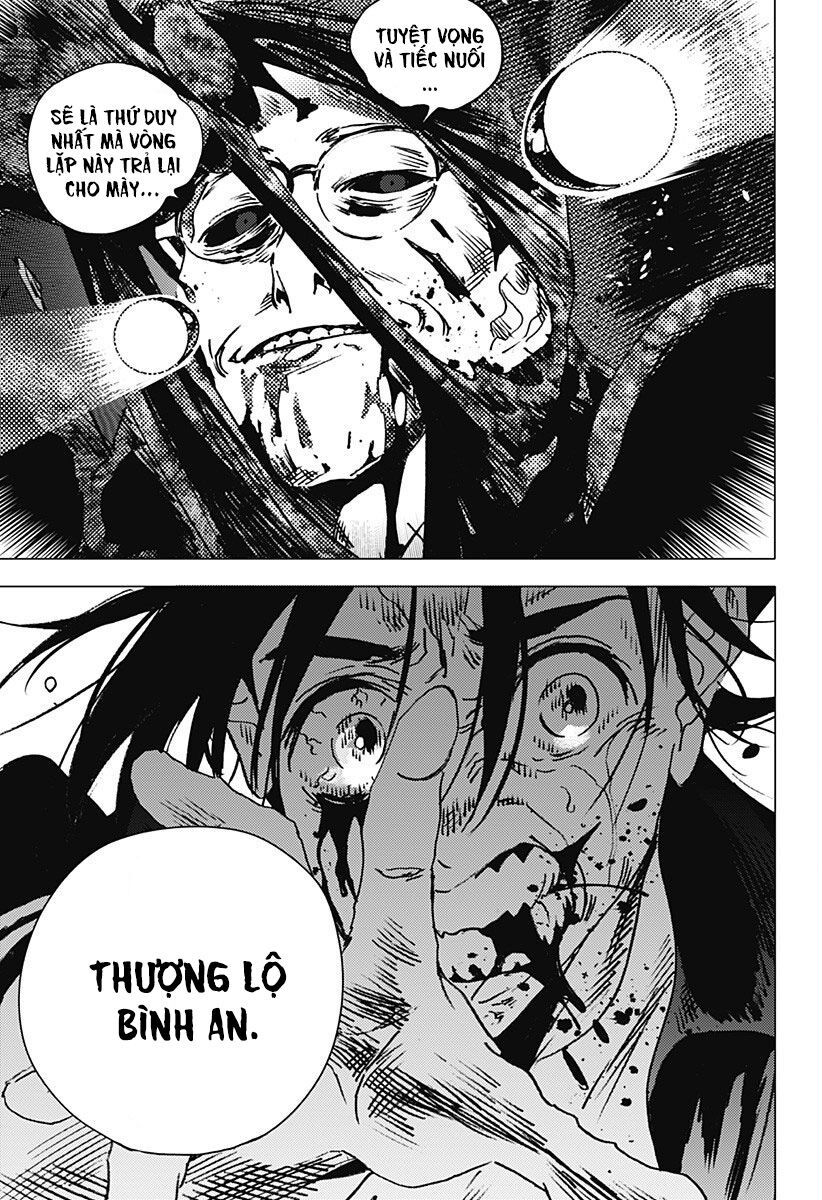 TUYỆT VỌNG
VÀ TIẾC NUỐI
...
SẼ LÀ THỨ DUY
NHẤT MÀ VÒNG
LẶP NÀY TRẢ LẠI
CHO MÀY...
THƯỢNG LỘ
BÌNH AN.